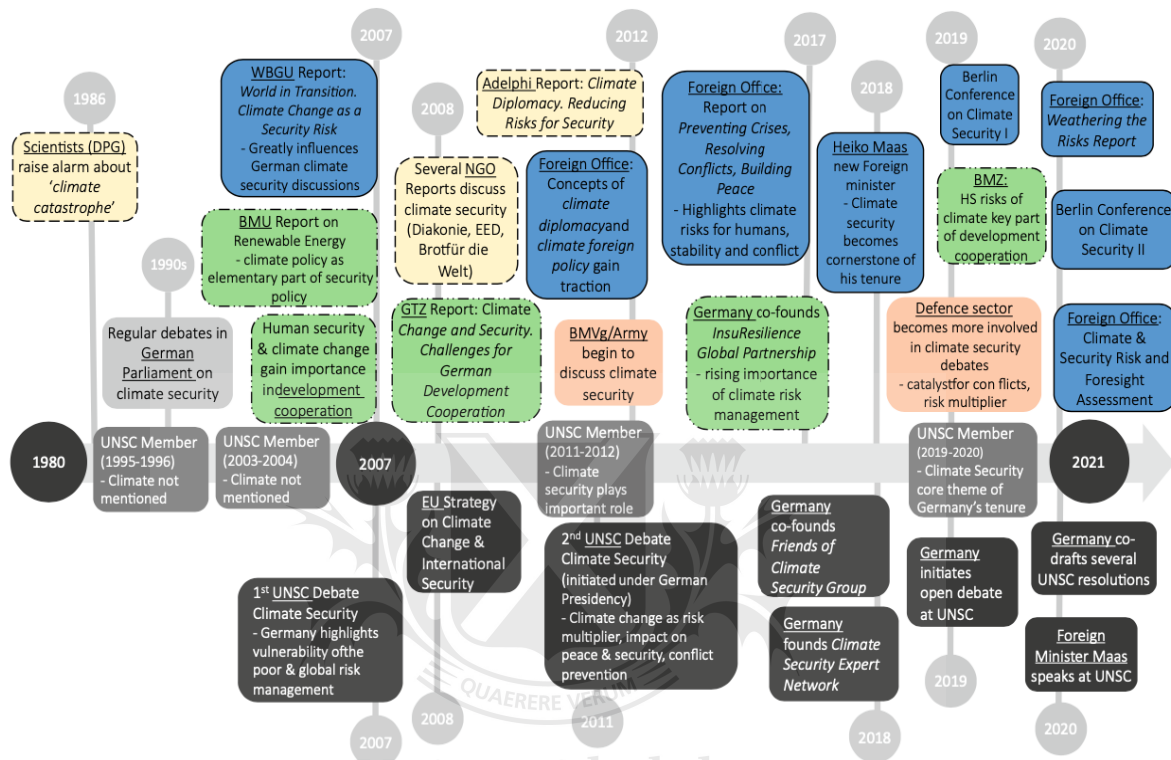 1986
Scientists (DPG)
raise alarm about
‘climate
catastrophe’
1990s
Regular debates in
German
Parliament on
climate security
2007
WBGU Report:
World in Transition.
Climate Change as a
Security Risk
- Greatly influences
German climate
security discussions
BMU Report on
Renewable Energy
- climate policy as
elementary part of security
policy
Human security
& climate change
gain importance
indevelopment
cooperation
2008
Several NGO
Reports discuss
climate security
(Diakonie, EED,
Brotfür die
Welt)
GTZ Report: Climate
Change and Security.
Challenges for
German
Development
Cooperation
2012
Adelphi Report: Climate
Diplomacy. Reducing
Risks for Security
Foreign Office:
Concepts of
climate
diplomacyand
climate foreign
policy gain
traction
BMVg/Army
begin to
discuss climate
security
2017
Foreign Office:
Report on
Preventing Crises,
Resolving
Conflicts, Building
Peace
- Highlights climate
risks for humans,
stability and conflict
Germany co-founds
InsuResilience
Global Partnership
- rising importance
of climate risk
management
2018
Heiko Maas
new Foreign
minister
- Climate
security
becomes
cornerstone of
his tenure
2019
Berlin
Conference
on Climate
Security I
BMZ:
HS risks of
climate key part
of development
cooperation
Defence sector
becomes more involved
in climate security
debates
- catalystfor con flicts,
risk multiplier
2020
Foreign Office:
Weathering the
Risks Report
Berlin Conference
on Climate
Security II
Foreign Office:
Climate &
Security Risk and
Foresight
Assessment
1980
UNSC Member
(1995-1996)
- Climate not
mentioned
UNSC Member
(2003-2004)
- Climate not
mentioned
2007
UNSC Member
(2011-2012)
- Climate
security plays
important role
UNSC Member
(2019-2020)
- Climate Security
core theme of
Germany’s tenure
2021
1st UNSC Debate
Climate Security
- Germany highlights
vulnerability ofthe
poor & global risk
management
2007
EU Strategy
on Climate
Change &
International
Security
2008
2nd UNSC Debate
Climate Security
(initiated under German
Presidency)
- Climate change as risk
multiplier, impact on
peace & security, conflict
prevention
2011
Germany
co-founds
Friends of
Climate
Security Group
Germany
founds Climate
Security Expert
Network
2018
Germany
initiates
open debate
at UNSC
2019
Germany co-
drafts several
UNSC resolutions
Foreign
Minister Maas
speaks at UNSC
2020
QUAERERE VERUM